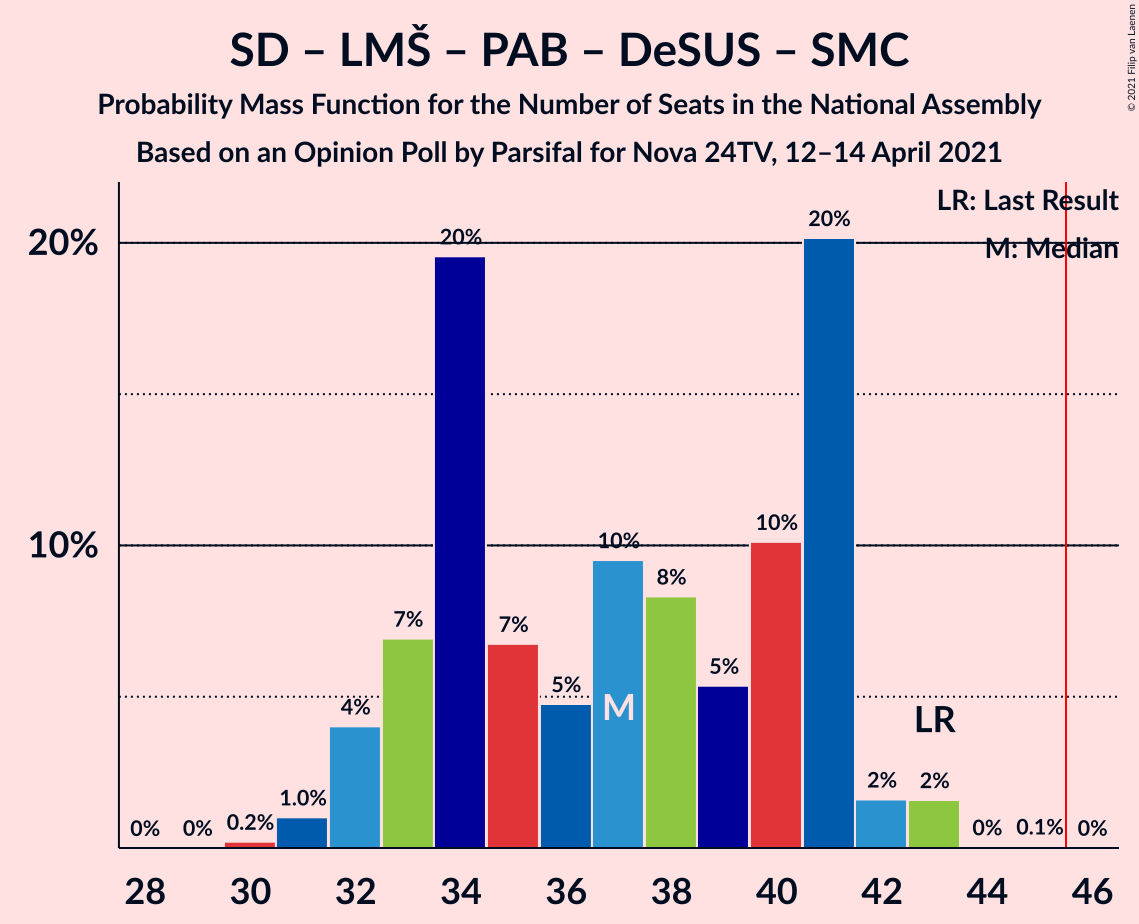 SD – LMŠ – PAB – DeSUS – SMC
Probability Mass Function for the Number of Seats in the National Assembly
Based on an Opinion Poll by Parsifal for Nova 24TV, 12–14 April 2021
© 2021 Filip van Laenen
LR: Last Result
M: Median
20%
10%
0% 0% 0.2% 1.0% 4% 7% 20% 7% 5% 10% 8% 5% 10% 20% 2% 2% 0% 0.1% 0%
M
LR
28 30 32 34 36 38 40 42 44 46